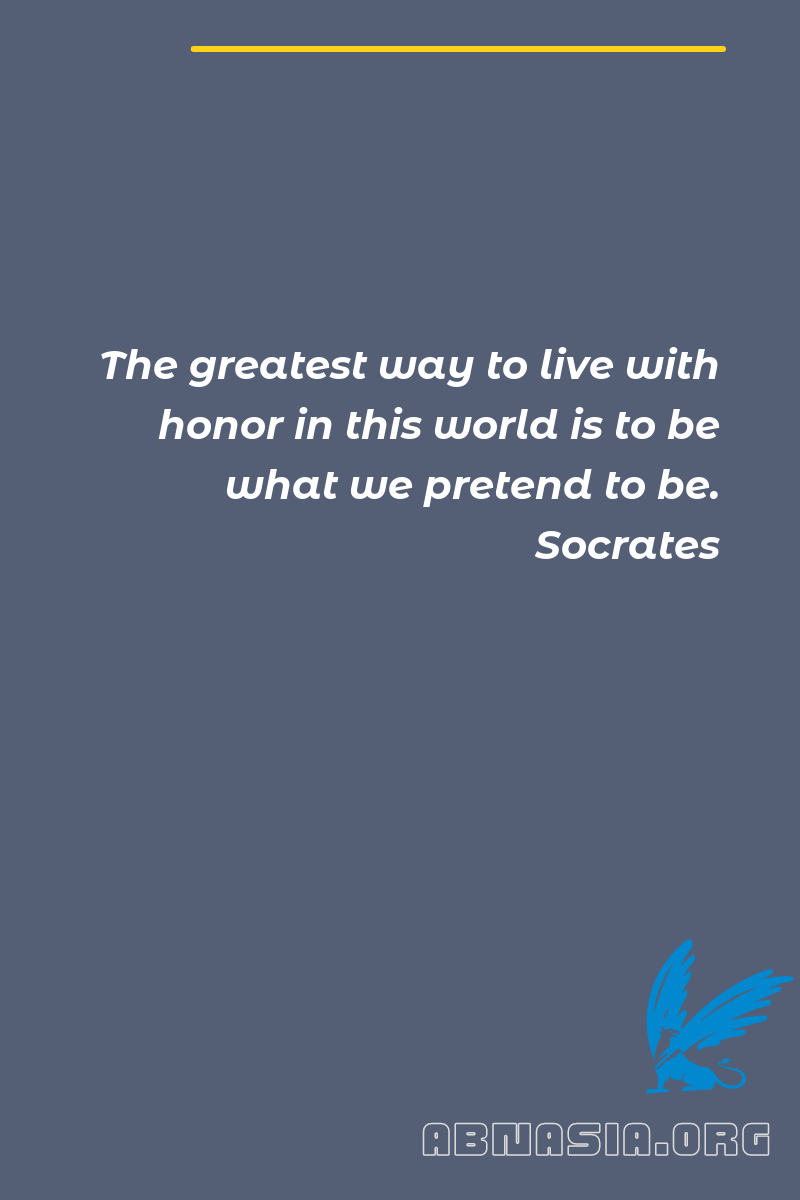 The greatest way to live with
honor in this world is to be
what we pretend to be.
Socrates
ABNASIA.ORG